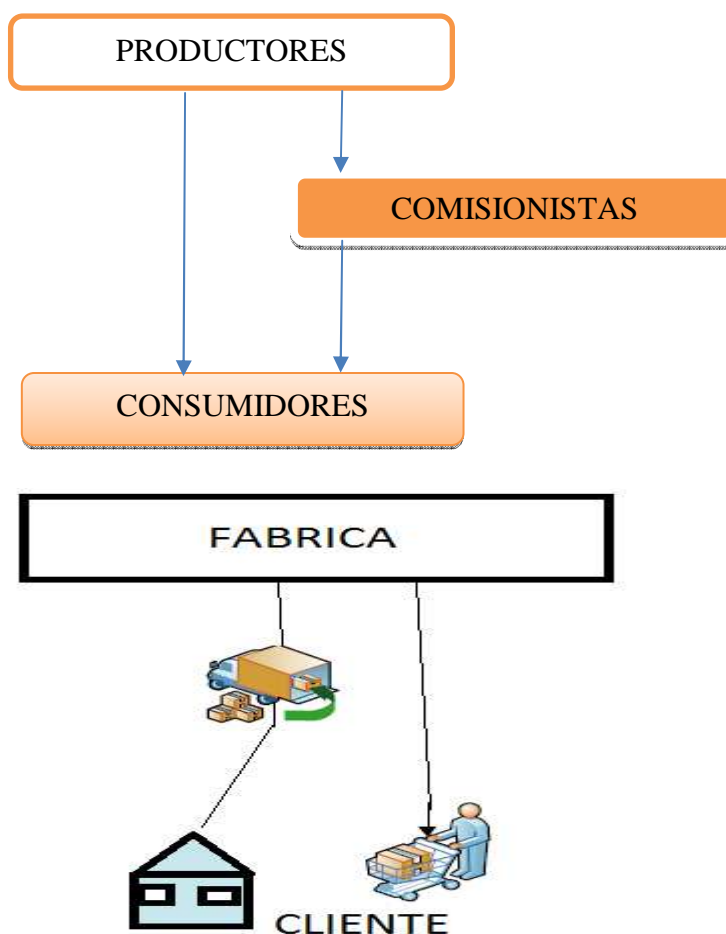 PRODUCTORES
COMISIONISTAS
CONSUMIDORES
FABRICA
CLIENTE